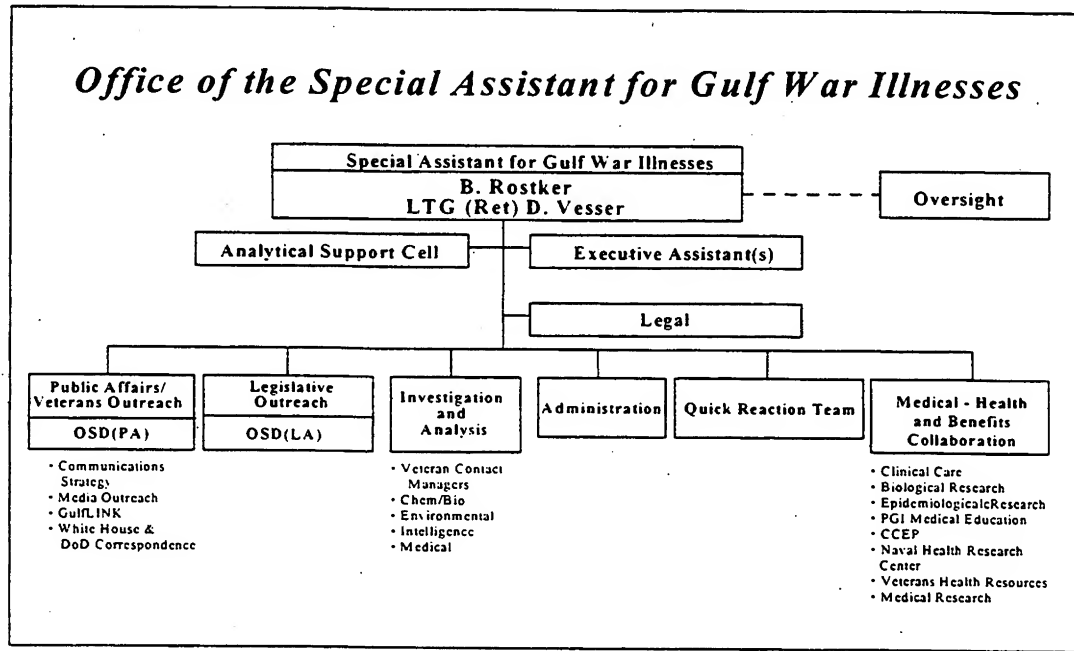 Office of the Special Assistant for Gulf War Illnesses
Special Assistant for Gulf War Illnesses
B. Rostker
LTG (Ret) D. Vesser
Oversight
Analytical Support Cell
Executive Assistant(s)
Legal
Public Affairs/
Veterans Outreach
OSD(PA)
• Communications
Strategy
• Media Outreach
• GulfLINK
• White House &
DoD Correspondence
Legislative
Outreach
OSD(LA)
Investigation
and
Analysis
• Veteran Contact
Managers
• Chem/Bio
• Environmental
• Intelligence
• Medical
Administration
Quick Reaction Team
Medical - Health
and Benefits
Collaboration
• Clinical Care
• Biological Research
• EpidemiologicalcResearch
• PGI Medical Education
• CCEP
• Naval Health Research
Center
• Veterans Health Resources
• Medical Research